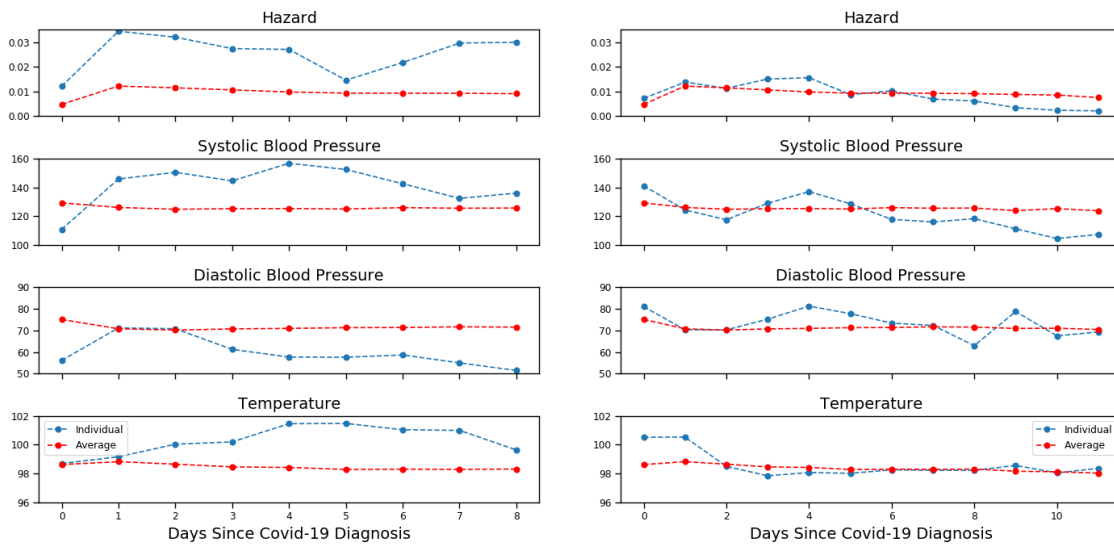 Hazard
0.03
0.02
0.01
0.00
Systolic Blood Pressure
160
140
120
100
Diastolic Blood Pressure
90
80
70
60
50
Temperature
102
100
98
96
Individual
Average
0 1 2 3 4 5 6 7 8
Days Since Covid-19 Diagnosis
Hazard
0.03
0.02
0.01
0.00
Systolic Blood Pressure
160
140
120
100
Diastolic Blood Pressure
90
80
70
60
50
Temperature
102
100
98
96
Individual
Average
0 2 4 6 8 10
Days Since Covid-19 Diagnosis